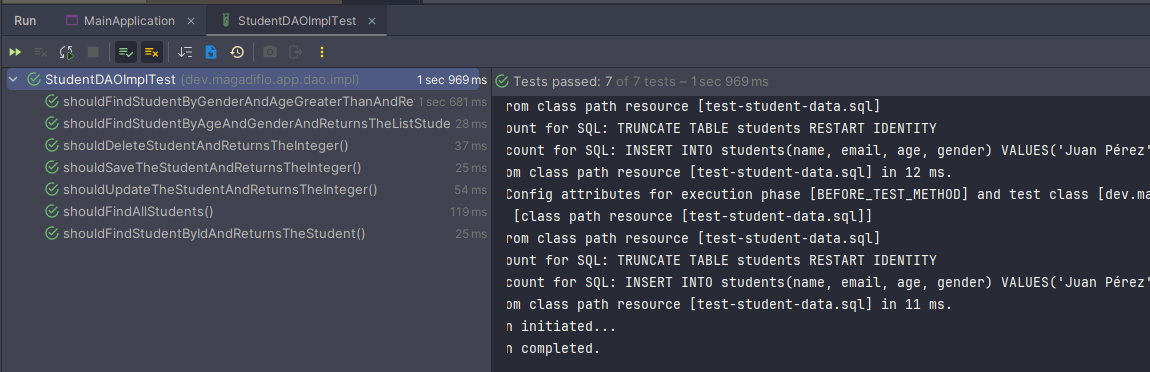 Run MainApplication StudentDAOImplTest
StudentDAOImplTest (dev.magadiflo.app.dao.impl) 1 sec 969 ms
shouldFindStudentByGenderAndAgeGreaterThanAndRe 1 sec 681 ms
shouldFindStudentByAgeAndGenderAndReturnsTheListStude 28 ms
shouldDeleteStudentAndReturnsTheInteger() 37 ms
shouldSaveTheStudentAndReturnsTheInteger() 25 ms
shouldUpdateTheStudentAndReturnsTheInteger() 54 ms
shouldFindAllStudents() 119 ms
shouldFindStudentByIdAndReturnsTheStudent() 25 ms
Tests passed: 7 of 7 tests – 1 sec 969 ms
rom class path resource [test-student-data.sql]
ount for SQL: TRUNCATE TABLE students RESTART IDENTITY
count for SQL: INSERT INTO students(name, email, age, gender) VALUES('Juan Pérez'
om class path resource [test-student-data.sql] in 12 ms.
Config attributes for execution phase [BEFORE_TEST_METHOD] and test class [dev.ma
[class path resource [test-student-data.sql]]
rom class path resource [test-student-data.sql]
ount for SQL: TRUNCATE TABLE students RESTART IDENTITY
count for SQL: INSERT INTO students(name, email, age, gender) VALUES('Juan Pérez'
om class path resource [test-student-data.sql] in 11 ms.
n initiated...
n completed.